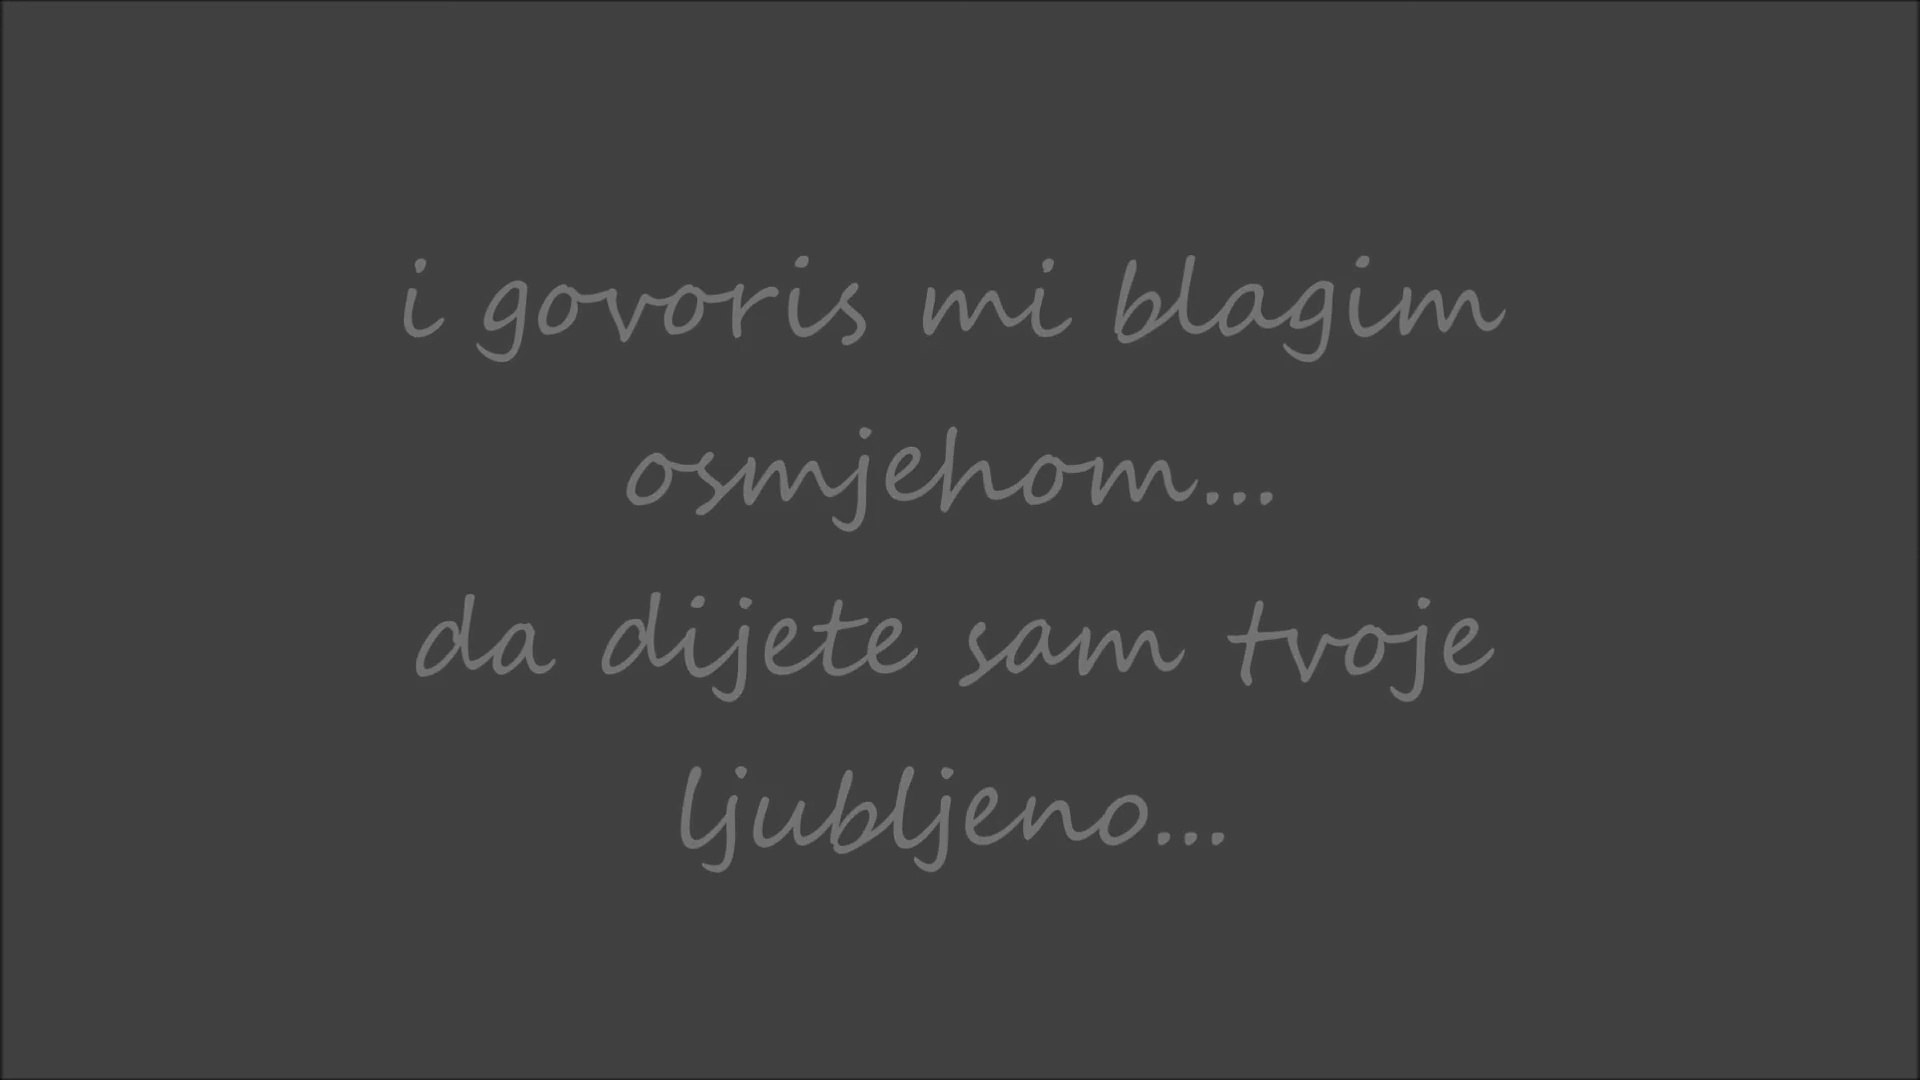 i govoris mi blagim
osmjehom...
da dijete sam tvoje
ljubljeno...